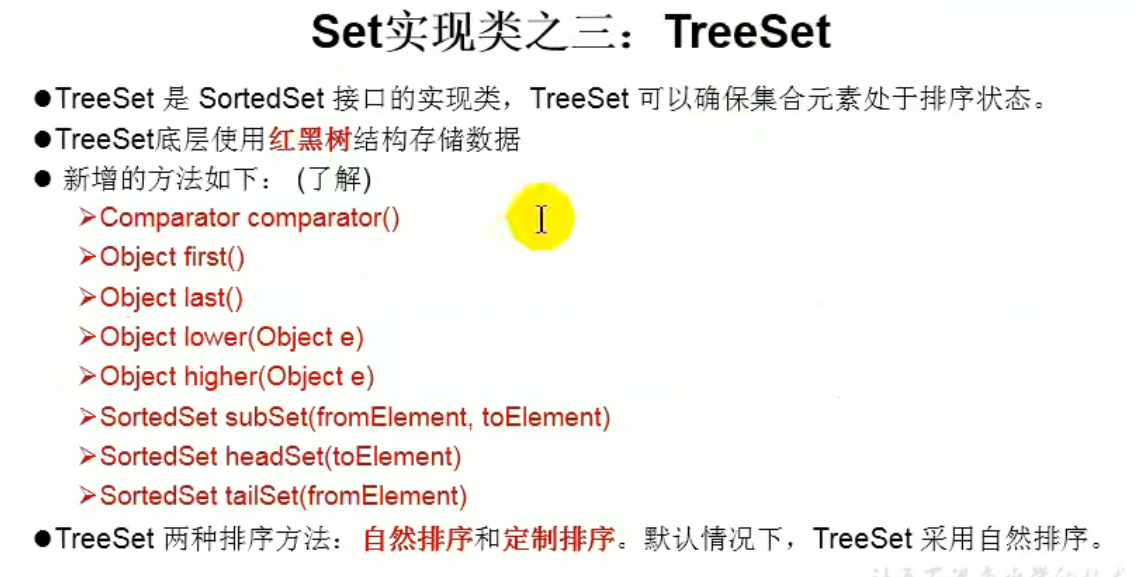 Set实现类之三：TreeSet
●TreeSet 是 SortedSet 接口的实现类，TreeSet 可以确保集合元素处于排序状态。
●TreeSet底层使用红黑树结构存储数据
● 新增的方法如下： (了解)
➢Comparator comparator()
➢Object first()
➢Object last()
➢Object lower(Object e)
➢Object higher(Object e)
➢SortedSet subSet(fromElement, toElement)
➢SortedSet headSet(toElement)
➢SortedSet tailSet(fromElement)
●TreeSet 两种排序方法：自然排序和定制排序。默认情况下，TreeSet 采用自然排序。